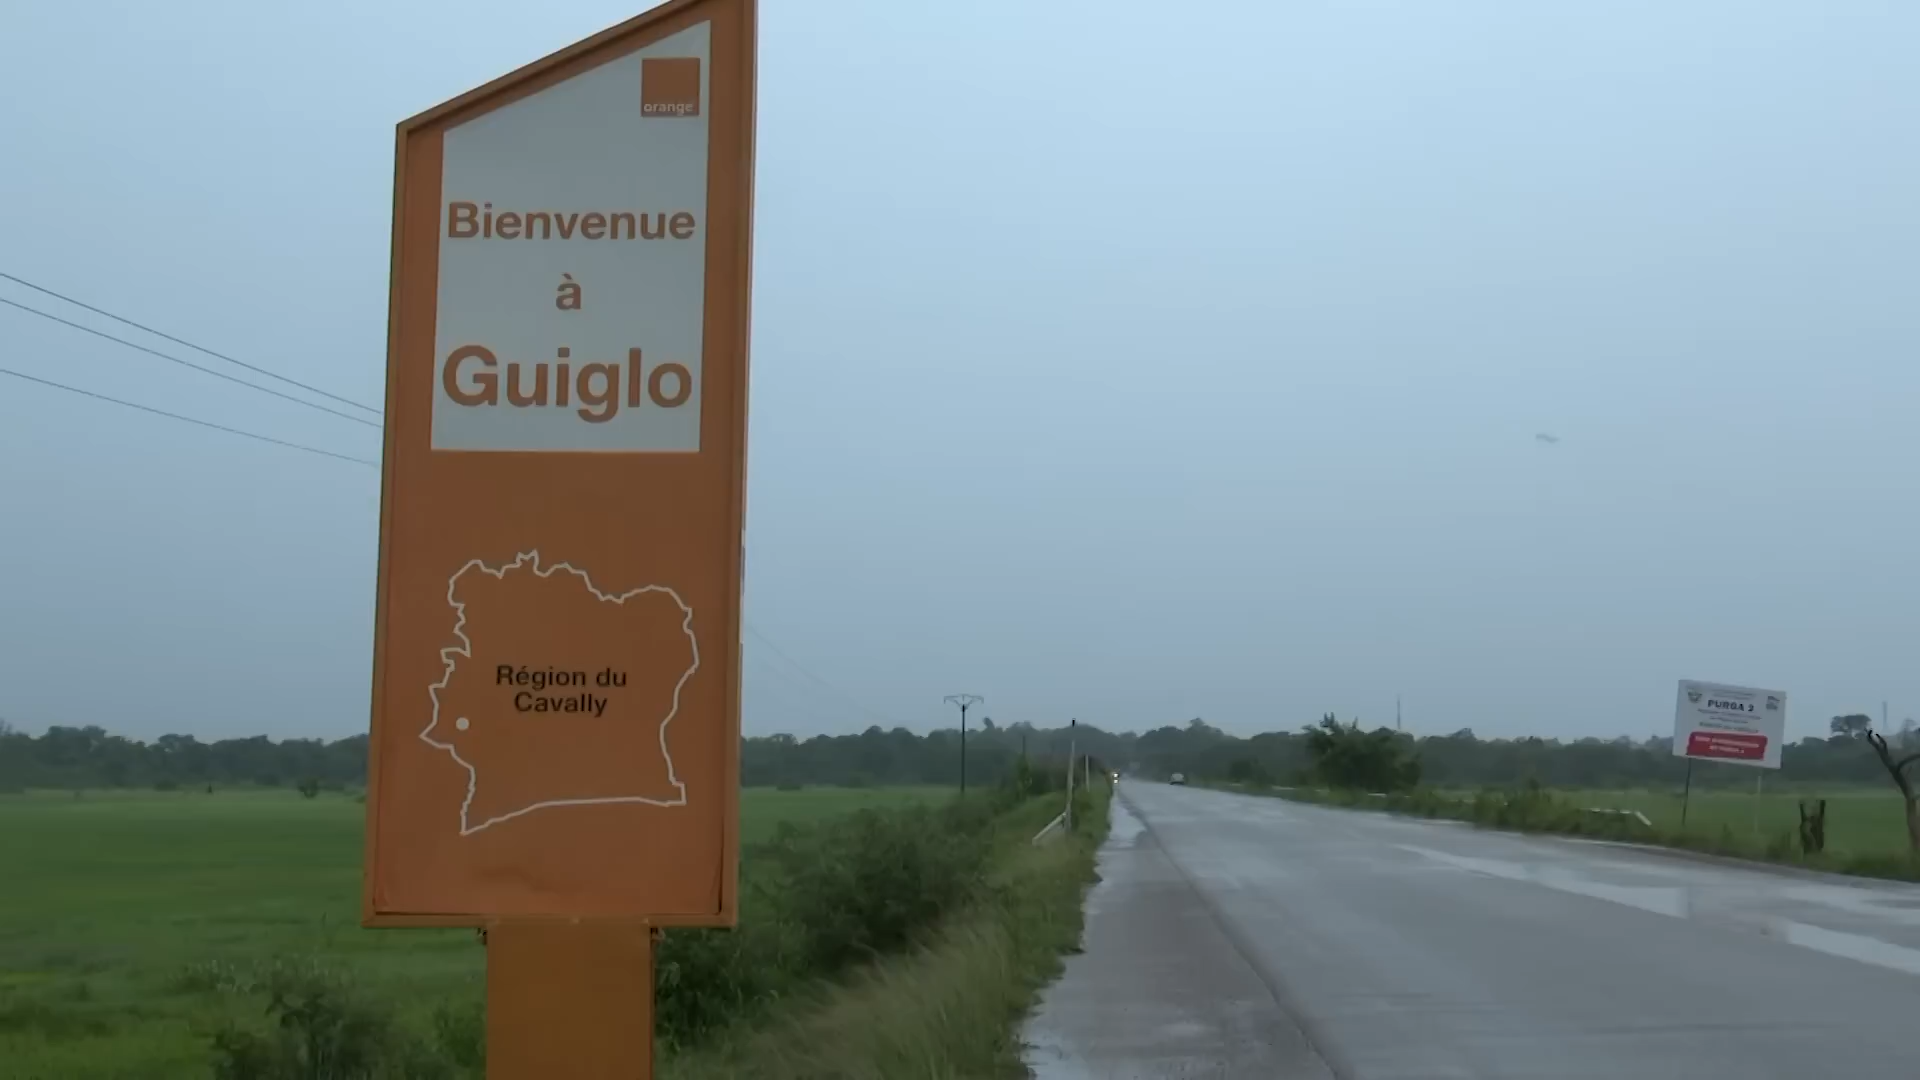 orange
Bienvenue
à
Guiglo
Région du
Cavally
PURGA 2